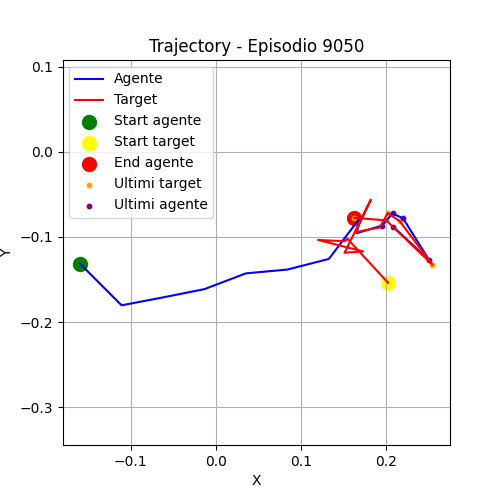 Trajectory - Episodio 9050
Agente
Target
Start agente
Start target
End agente
Ultimi target
Ultimi agente
0.1
0.0
−0.1
−0.2
−0.3
Y
−0.1
0.0
0.1
0.2
X